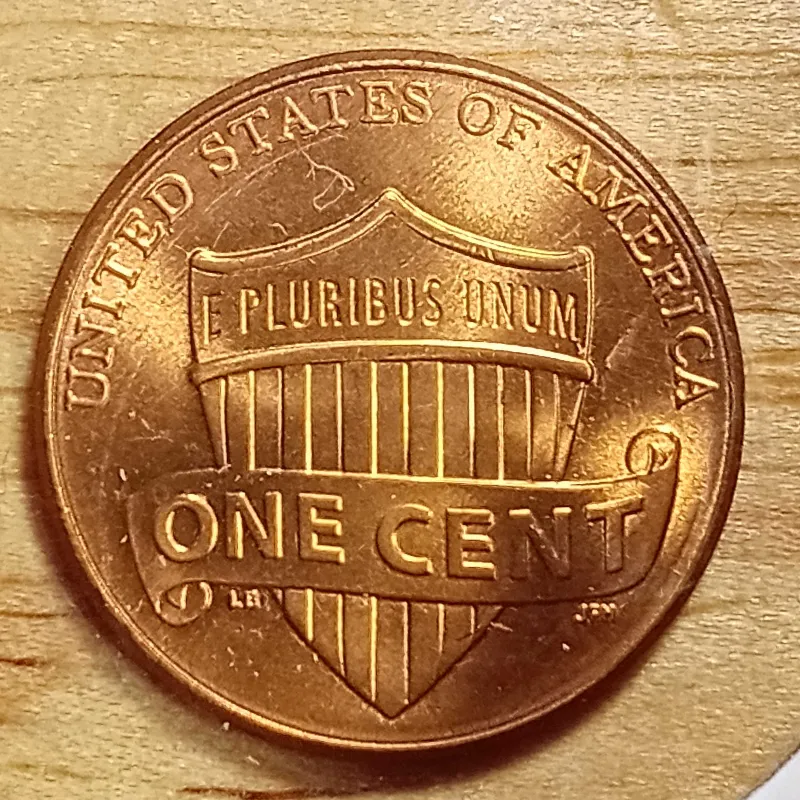 UNITED STATES OF AMERICA
E PLURIBUS UNUM
ONE CENT
LB JFM